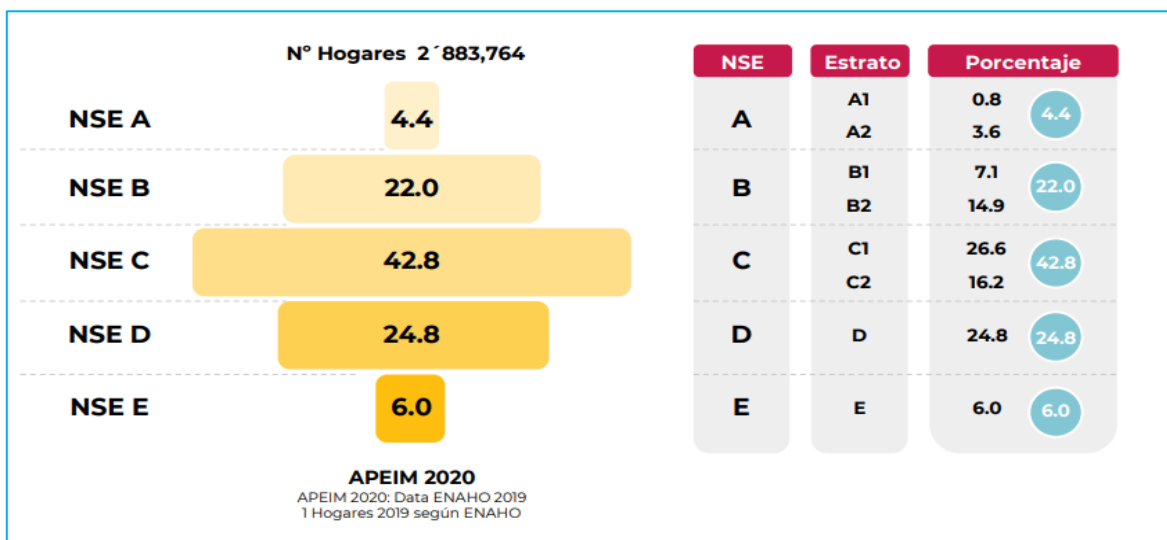 Nº Hogares 2´883,764
NSE A
4.4
NSE B
22.0
NSE C
42.8
NSE D
24.8
NSE E
6.0
APEIM 2020
APEIM 2020: Data ENAHO 2019
1 Hogares 2019 según ENAHO
NSE Estrato Porcentaje
A1 0.8
A 4.4
A2 3.6
B1 7.1
B 22.0
B2 14.9
C1 26.6
C 42.8
C2 16.2
D D 24.8 24.8
E E 6.0 6.0